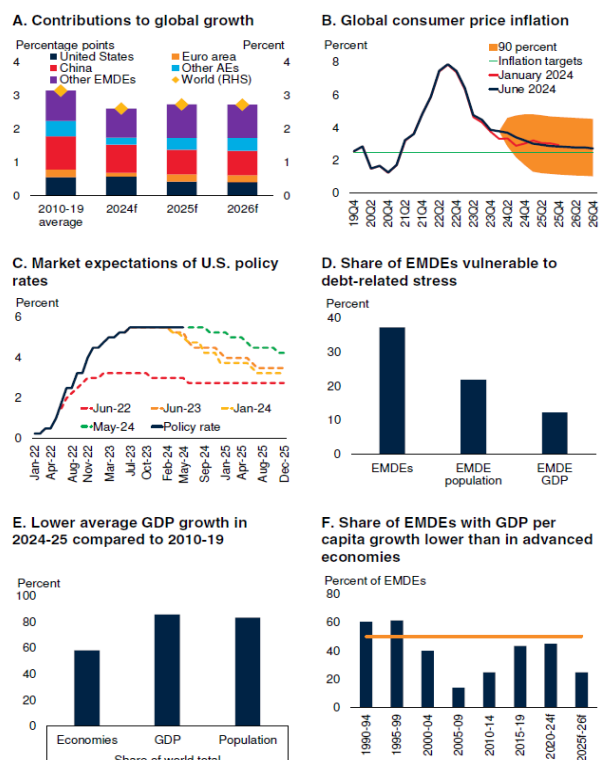 A. Contributions to global growth
Percentage points
Percent
United States
Euro area
China
Other AEs
Other EMDEs
World (RHS)
4
3
2
1
0
4
3
2
1
0
2010-19
average
2024f
2025f
2026f
B. Global consumer price inflation
Percent
90 percent
Inflation targets
January 2024
June 2024
8
6
4
2
0
19Q4
20Q2
20Q4
21Q2
21Q4
22Q2
22Q4
23Q2
23Q4
24Q2
24Q4
25Q2
25Q4
26Q2
26Q4
C. Market expectations of U.S. policy
rates
Percent
6
4
2
0
Jun-22
Jun-23
Jan-24
May-24
Policy rate
Jan-22
Apr-22
Aug-22
Nov-22
Mar-23
Jul-23
Oct-23
Feb-24
May-24
Sep-24
Jan-25
Apr-25
Aug-25
Dec-25
D. Share of EMDEs vulnerable to
debt-related stress
Percent
40
30
20
10
0
EMDEs
EMDE
population
EMDE
GDP
E. Lower average GDP growth in
2024-25 compared to 2010-19
Percent
100
80
60
40
20
0
Economies
GDP
Population
Share of world total
F. Share of EMDEs with GDP per
capita growth lower than in advanced
economies
Percent of EMDEs
80
60
40
20
0
1990-94
1995-99
2000-04
2005-09
2010-14
2015-19
2020-24f
2025f-26f